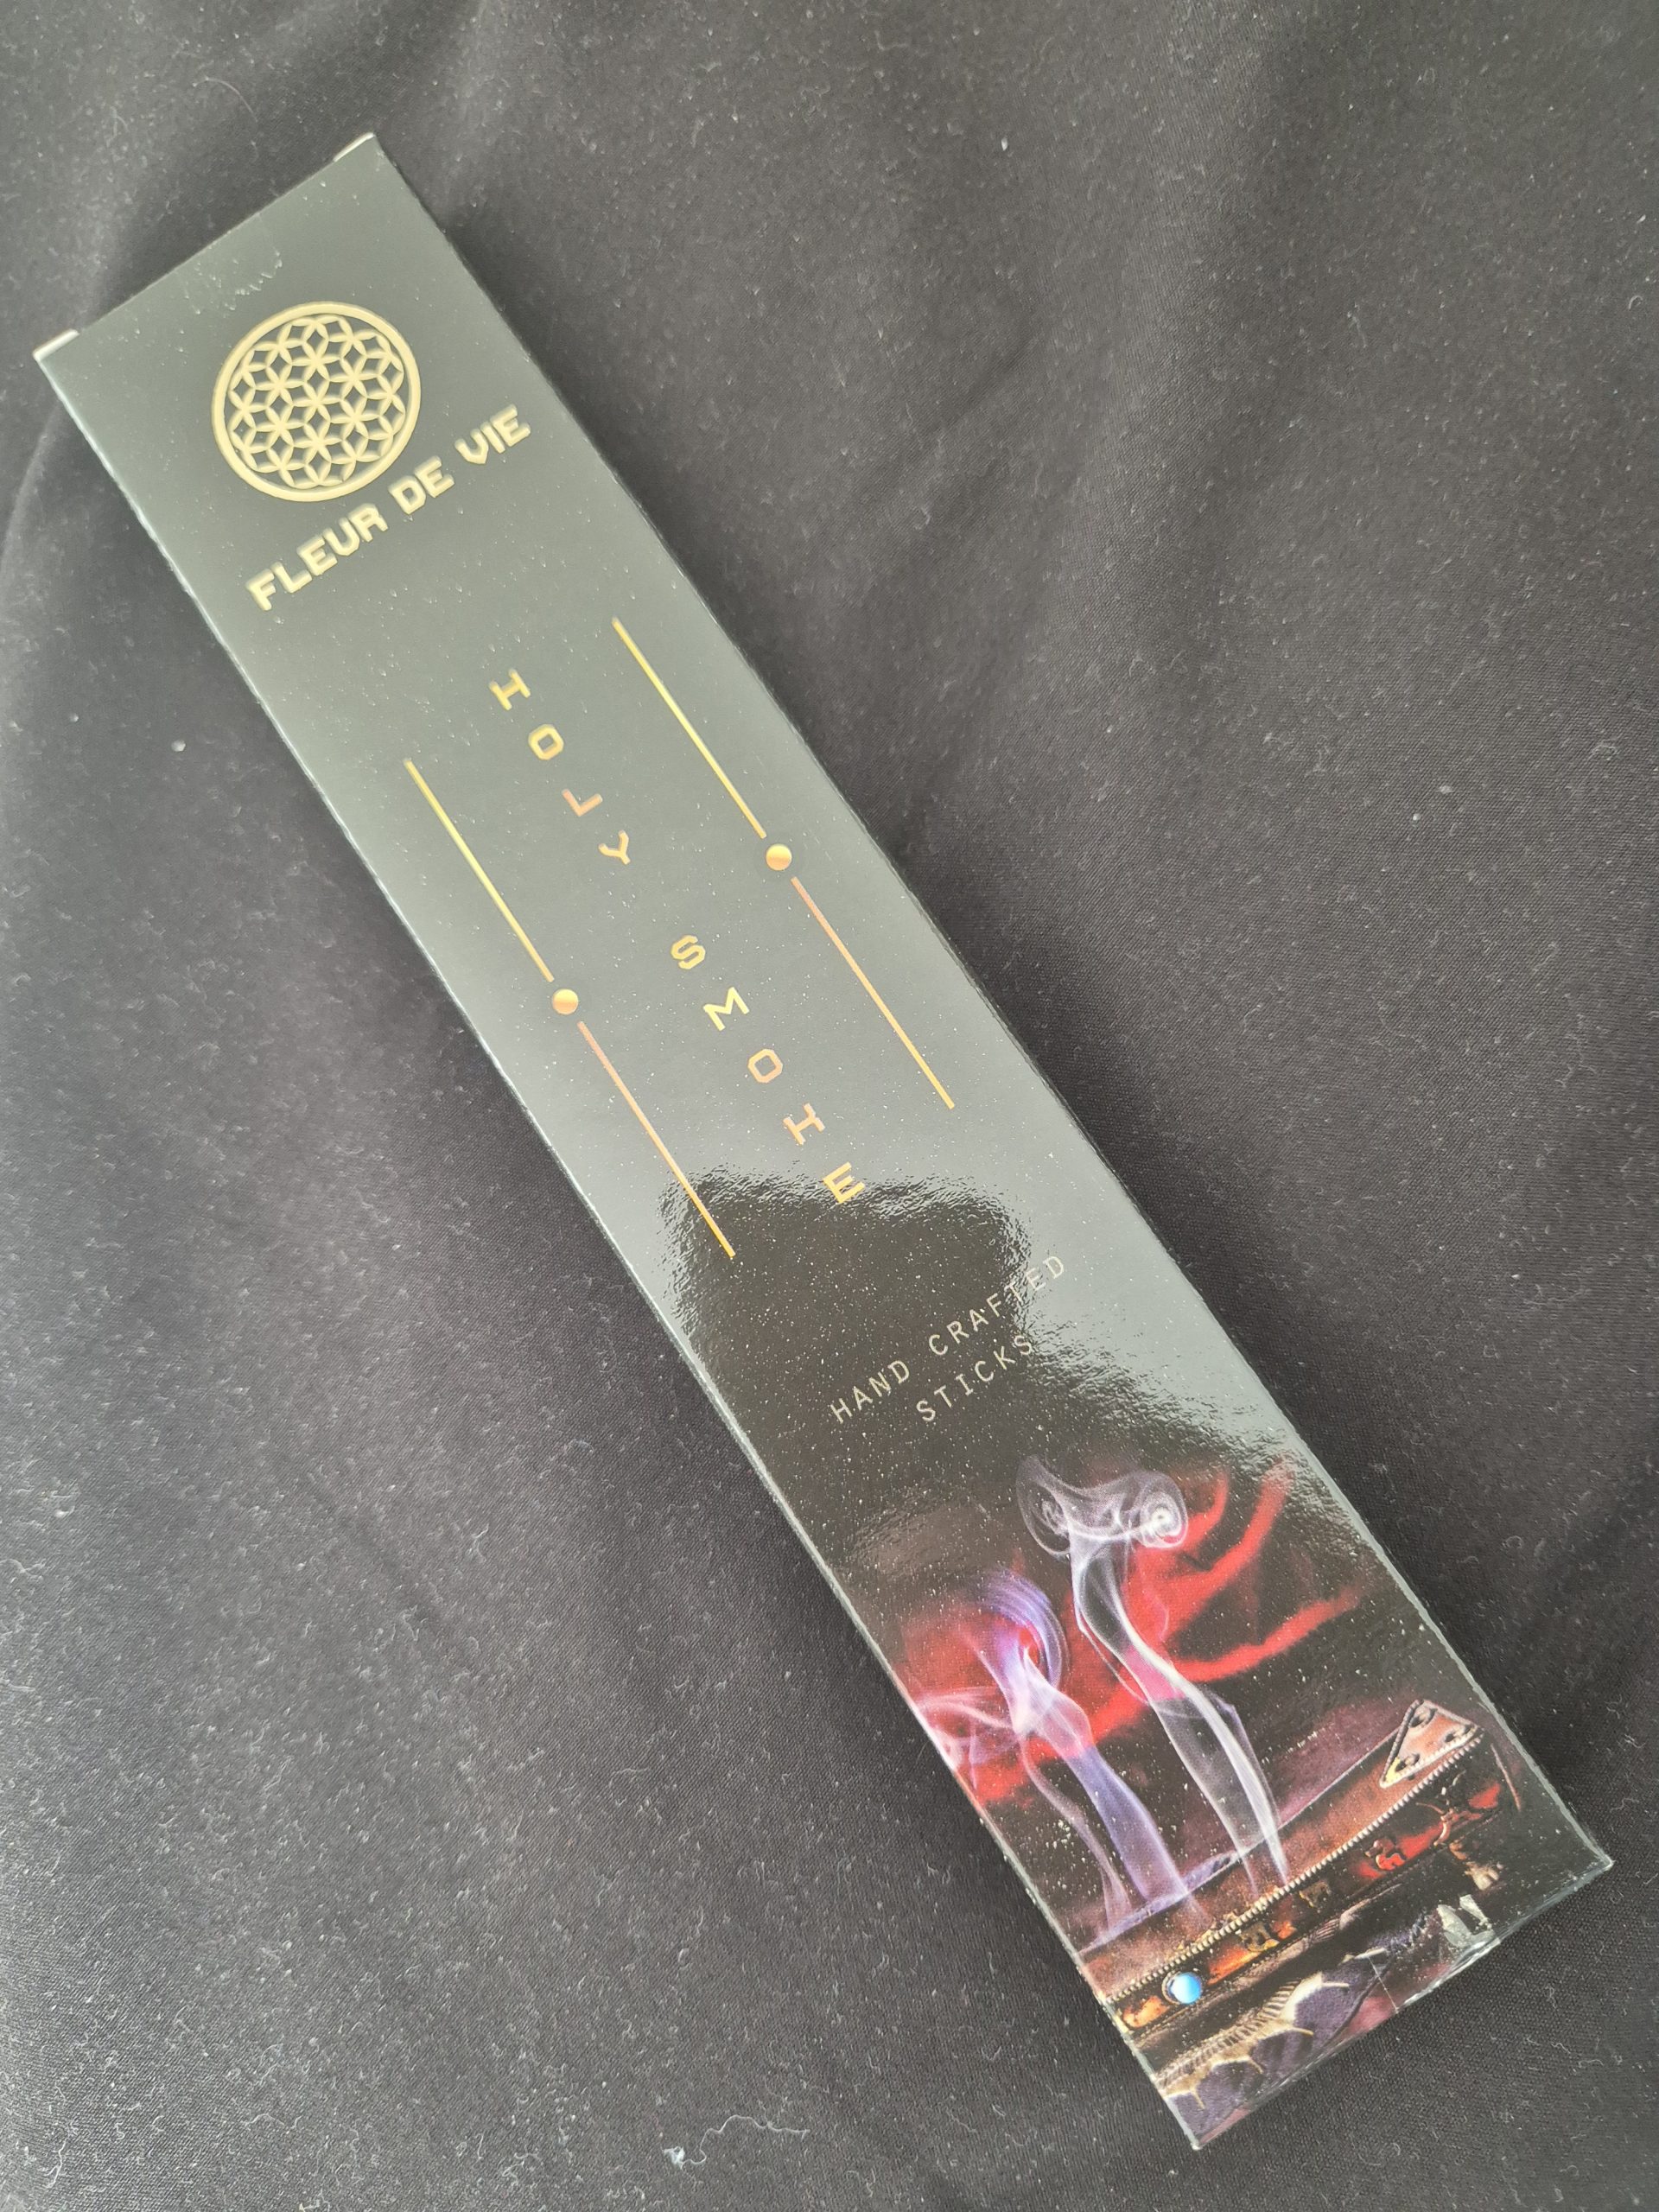 FLEUR DE VIE
HOLY SMOKE
HAND CRAFTED
STICKS